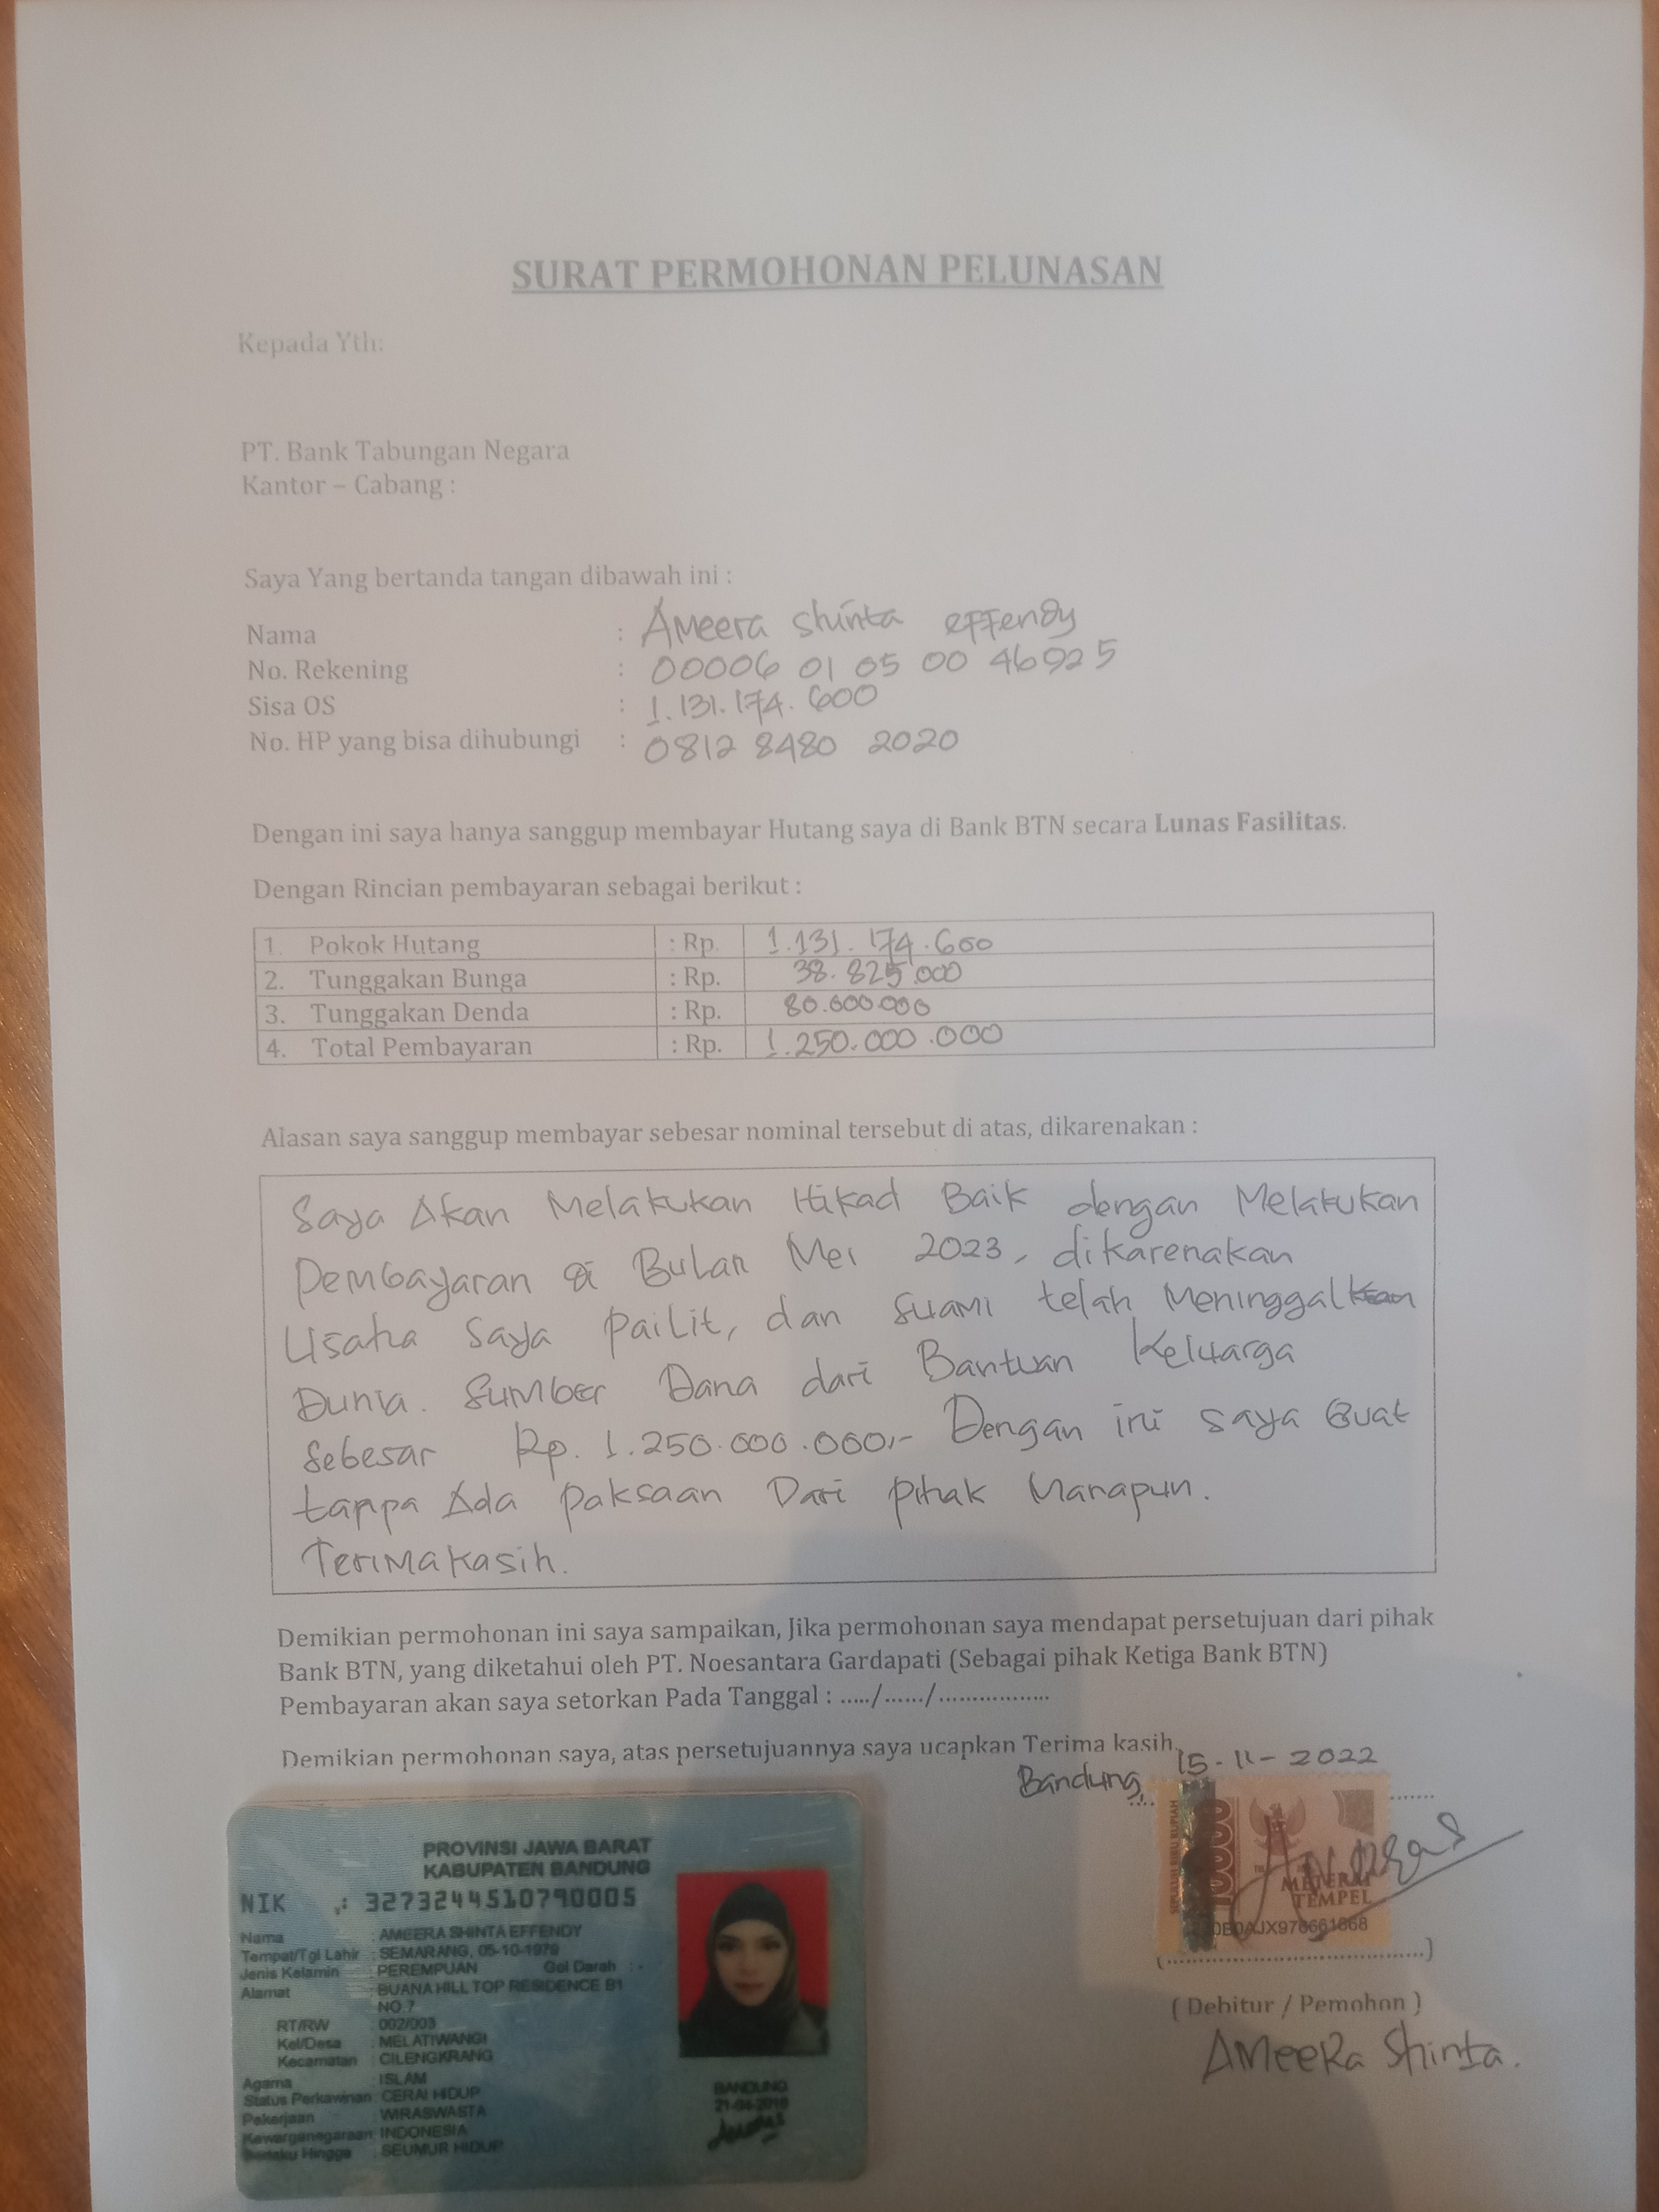 SURAT PERMOHONAN PELUNASAN
Kepada Yth:
PT. Bank Tabungan Negara
Kantor – Cabang :
Saya Yang bertanda tangan dibawah ini :
Nama : Ameera Shinta effendy
No. Rekening : 00006 01 05 00 46925
Sisa OS : 1.131.174.600
No. HP yang bisa dihubungi : 0812 8480 2020
Dengan ini saya hanya sanggup membayar Hutang saya di Bank BTN secara Lunas Fasilitas.
Dengan Rincian pembayaran sebagai berikut :
1. Pokok Hutang : Rp. 1.131.174.600
2. Tunggakan Bunga : Rp. 38.825.000
3. Tunggakan Denda : Rp. 80.000.000
4. Total Pembayaran : Rp. 1.250.000.000
Alasan saya sanggup membayar sebesar nominal tersebut di atas, dikarenakan :
Saya Akan Melakukan Itikad Baik dengan Melakukan
Pembayaran di Bulan Mei 2023, dikarenakan
Usaha Saya Pailit, dan suami telah Meninggal
Dunia. Sumber Dana dari Bantuan Keluarga
Sebesar Rp. 1.250.000.000,- Dengan ini saya Buat
tanpa Ada Paksaan Dari Pihak Manapun.
Terimakasih.
Demikian permohonan ini saya sampaikan, Jika permohonan saya mendapat persetujuan dari pihak
Bank BTN, yang diketahui oleh PT. Noesantara Gardapati (Sebagai pihak Ketiga Bank BTN)
Pembayaran akan saya setorkan Pada Tanggal : ...../....../..................
Demikian permohonan saya, atas persetujuannya saya ucapkan Terima kasih.
Bandung, 15-11-2022
PROVINSI JAWA BARAT
KABUPATEN BANDUNG
NIK : 3273244510790005
Nama : AMEERA SHINTA EFFENDY
Tempat/Tgl Lahir : SEMARANG, 05-10-1979
Jenis Kelamin : PEREMPUAN Gol Darah : -
Alamat : BUANA HILL TOP RESIDENCE B1
NO 7
RT/RW : 002/003
Kel/Desa : MELATIWANGI
Kecamatan : CILENGKRANG
Agama : ISLAM
Status Perkawinan: CERAI HIDUP
Pekerjaan : WIRASWASTA
Kewarganegaraan: INDONESIA
Berlaku Hingga : SEUMUR HIDUP
BANDUNG
SEPULUH RIBU RUPIAH
10000
METERAI
TEMPEL
(..............................)
( Debitur / Pemohon )
AMeeRa Shinta.